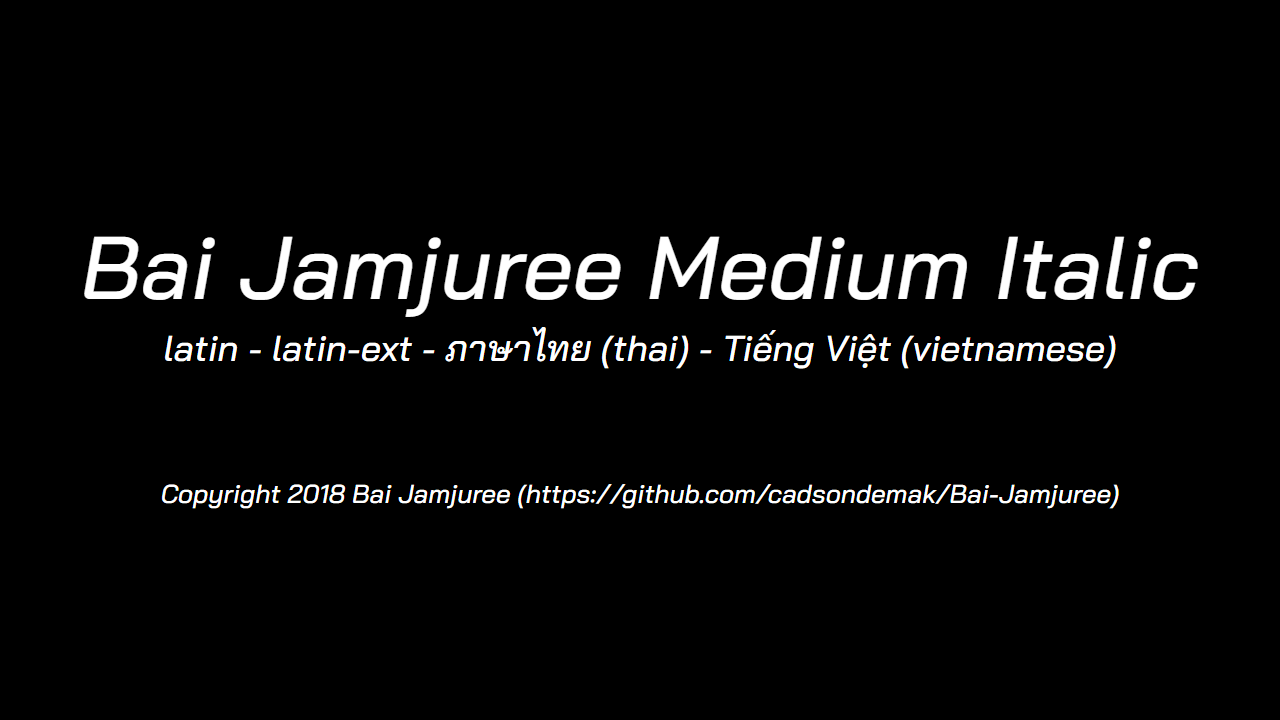 Bai Jamjuree Medium Italic
latin - latin-ext - ภาษาไทย (thai) - Tiếng Việt (vietnamese)
Copyright 2018 Bai Jamjuree (https://github.com/cadsondemak/Bai-Jamjuree)